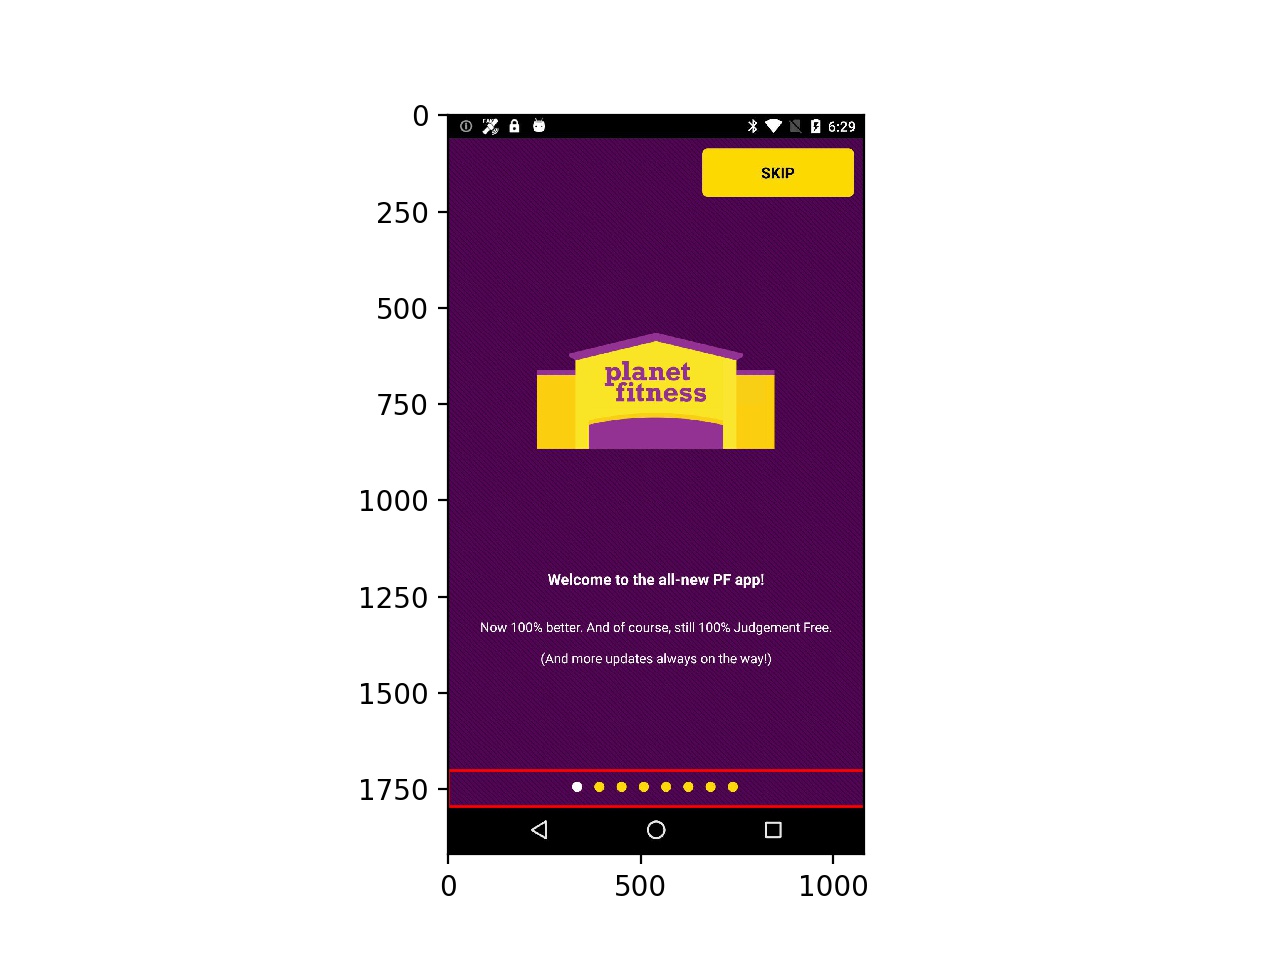 0
6:29
SKIP
250
500
planet
fitness
750
1000
Welcome to the all-new PF app!
1250
Now 100% better. And of course, still 100% Judgement Free.
(And more updates always on the way!)
1500
1750
0
500
1000